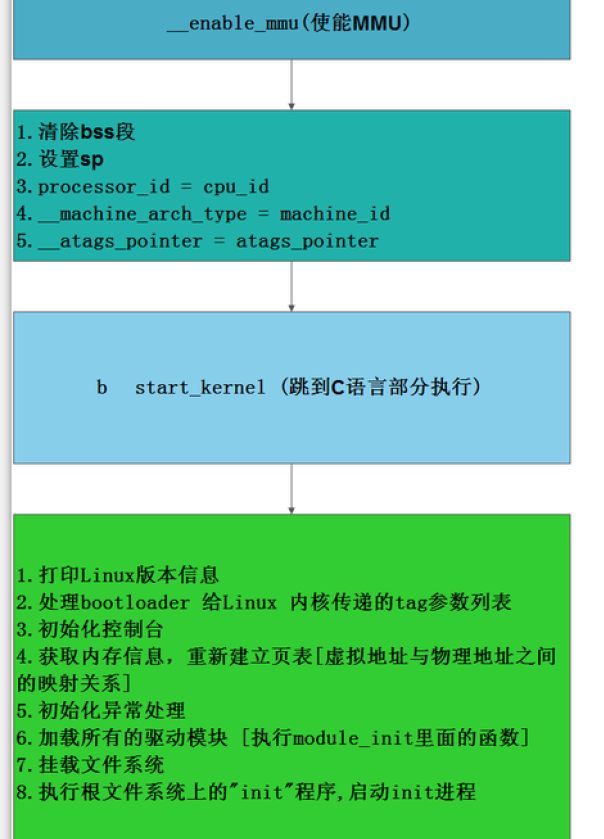 __enable_mmu(使能MMU)
1.清除bss段
2.设置sp
3.processor_id = cpu_id
4.__machine_arch_type = machine_id
5.__atags_pointer = atags_pointer
b start_kernel (跳到C语言部分执行)
1.打印Linux版本信息
2.处理bootloader 给Linux 内核传递的tag参数列表
3.初始化控制台
4.获取内存信息，重新建立页表[虚拟地址与物理地址之间
的映射关系]
5.初始化异常处理
6.加载所有的驱动模块 [执行module_init里面的函数]
7.挂载文件系统
8.执行根文件系统上的"init"程序,启动init进程